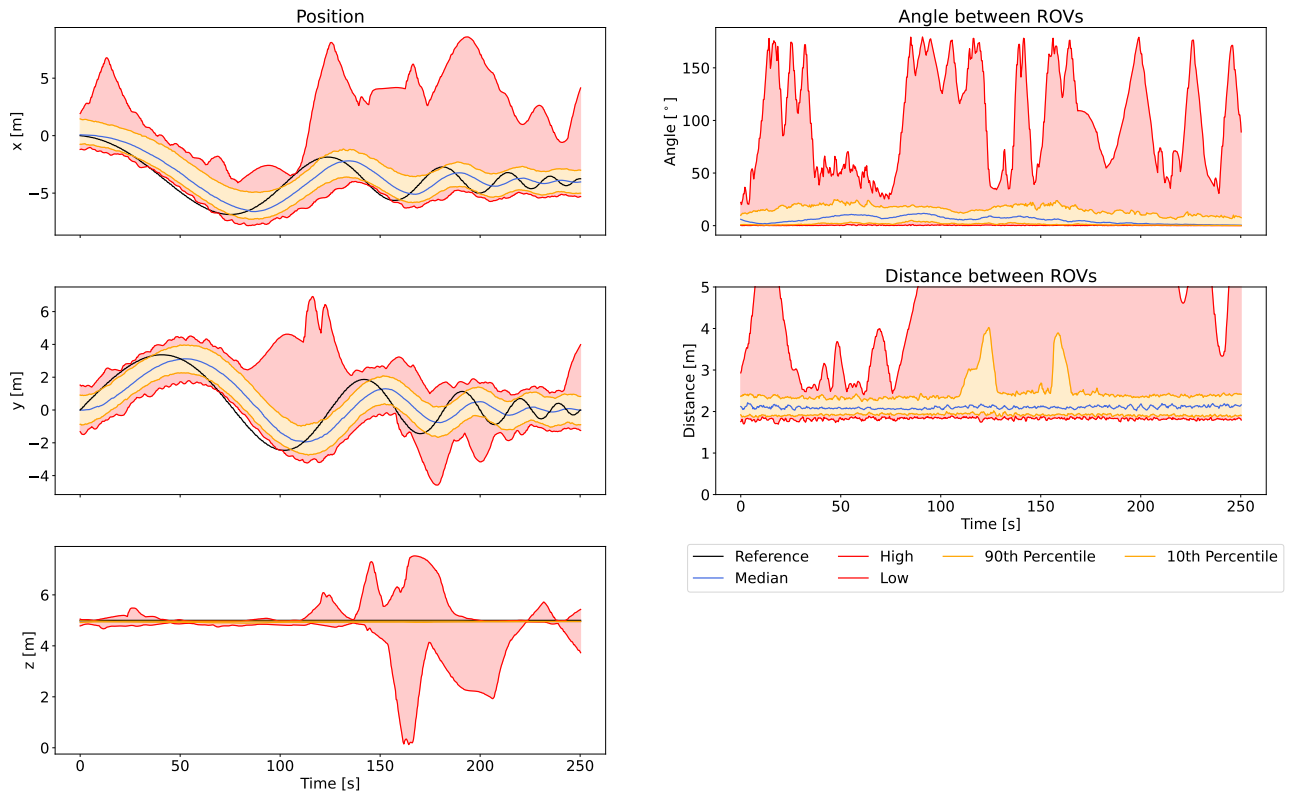 Position
x [m]
5
0
−5
y [m]
6
4
2
0
−2
−4
z [m]
6
4
2
0
0 50 100 150 200 250
Time [s]
Angle between ROVs
Angle [°]
150
100
50
0
Distance between ROVs
Distance [m]
5
4
3
2
1
0
0 50 100 150 200 250
Time [s]
Reference High 90th Percentile 10th Percentile
Median Low